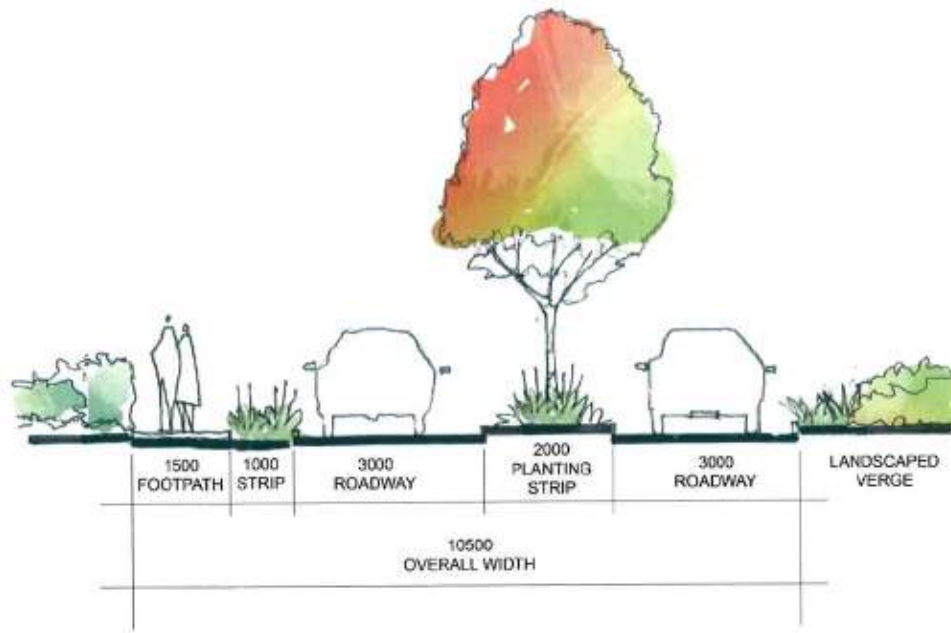 1500
FOOTPATH
1000
STRIP
3000
ROADWAY
2000
PLANTING
STRIP
3000
ROADWAY
LANDSCAPED
VERGE
10500
OVERALL WIDTH